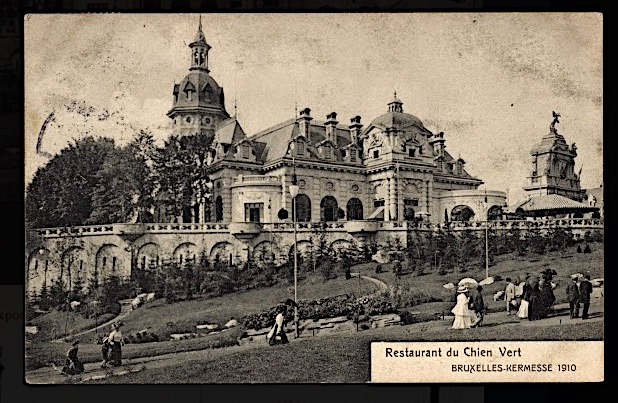 Restaurant du Chien Vert
BRUXELLES-KERMESSE 1910